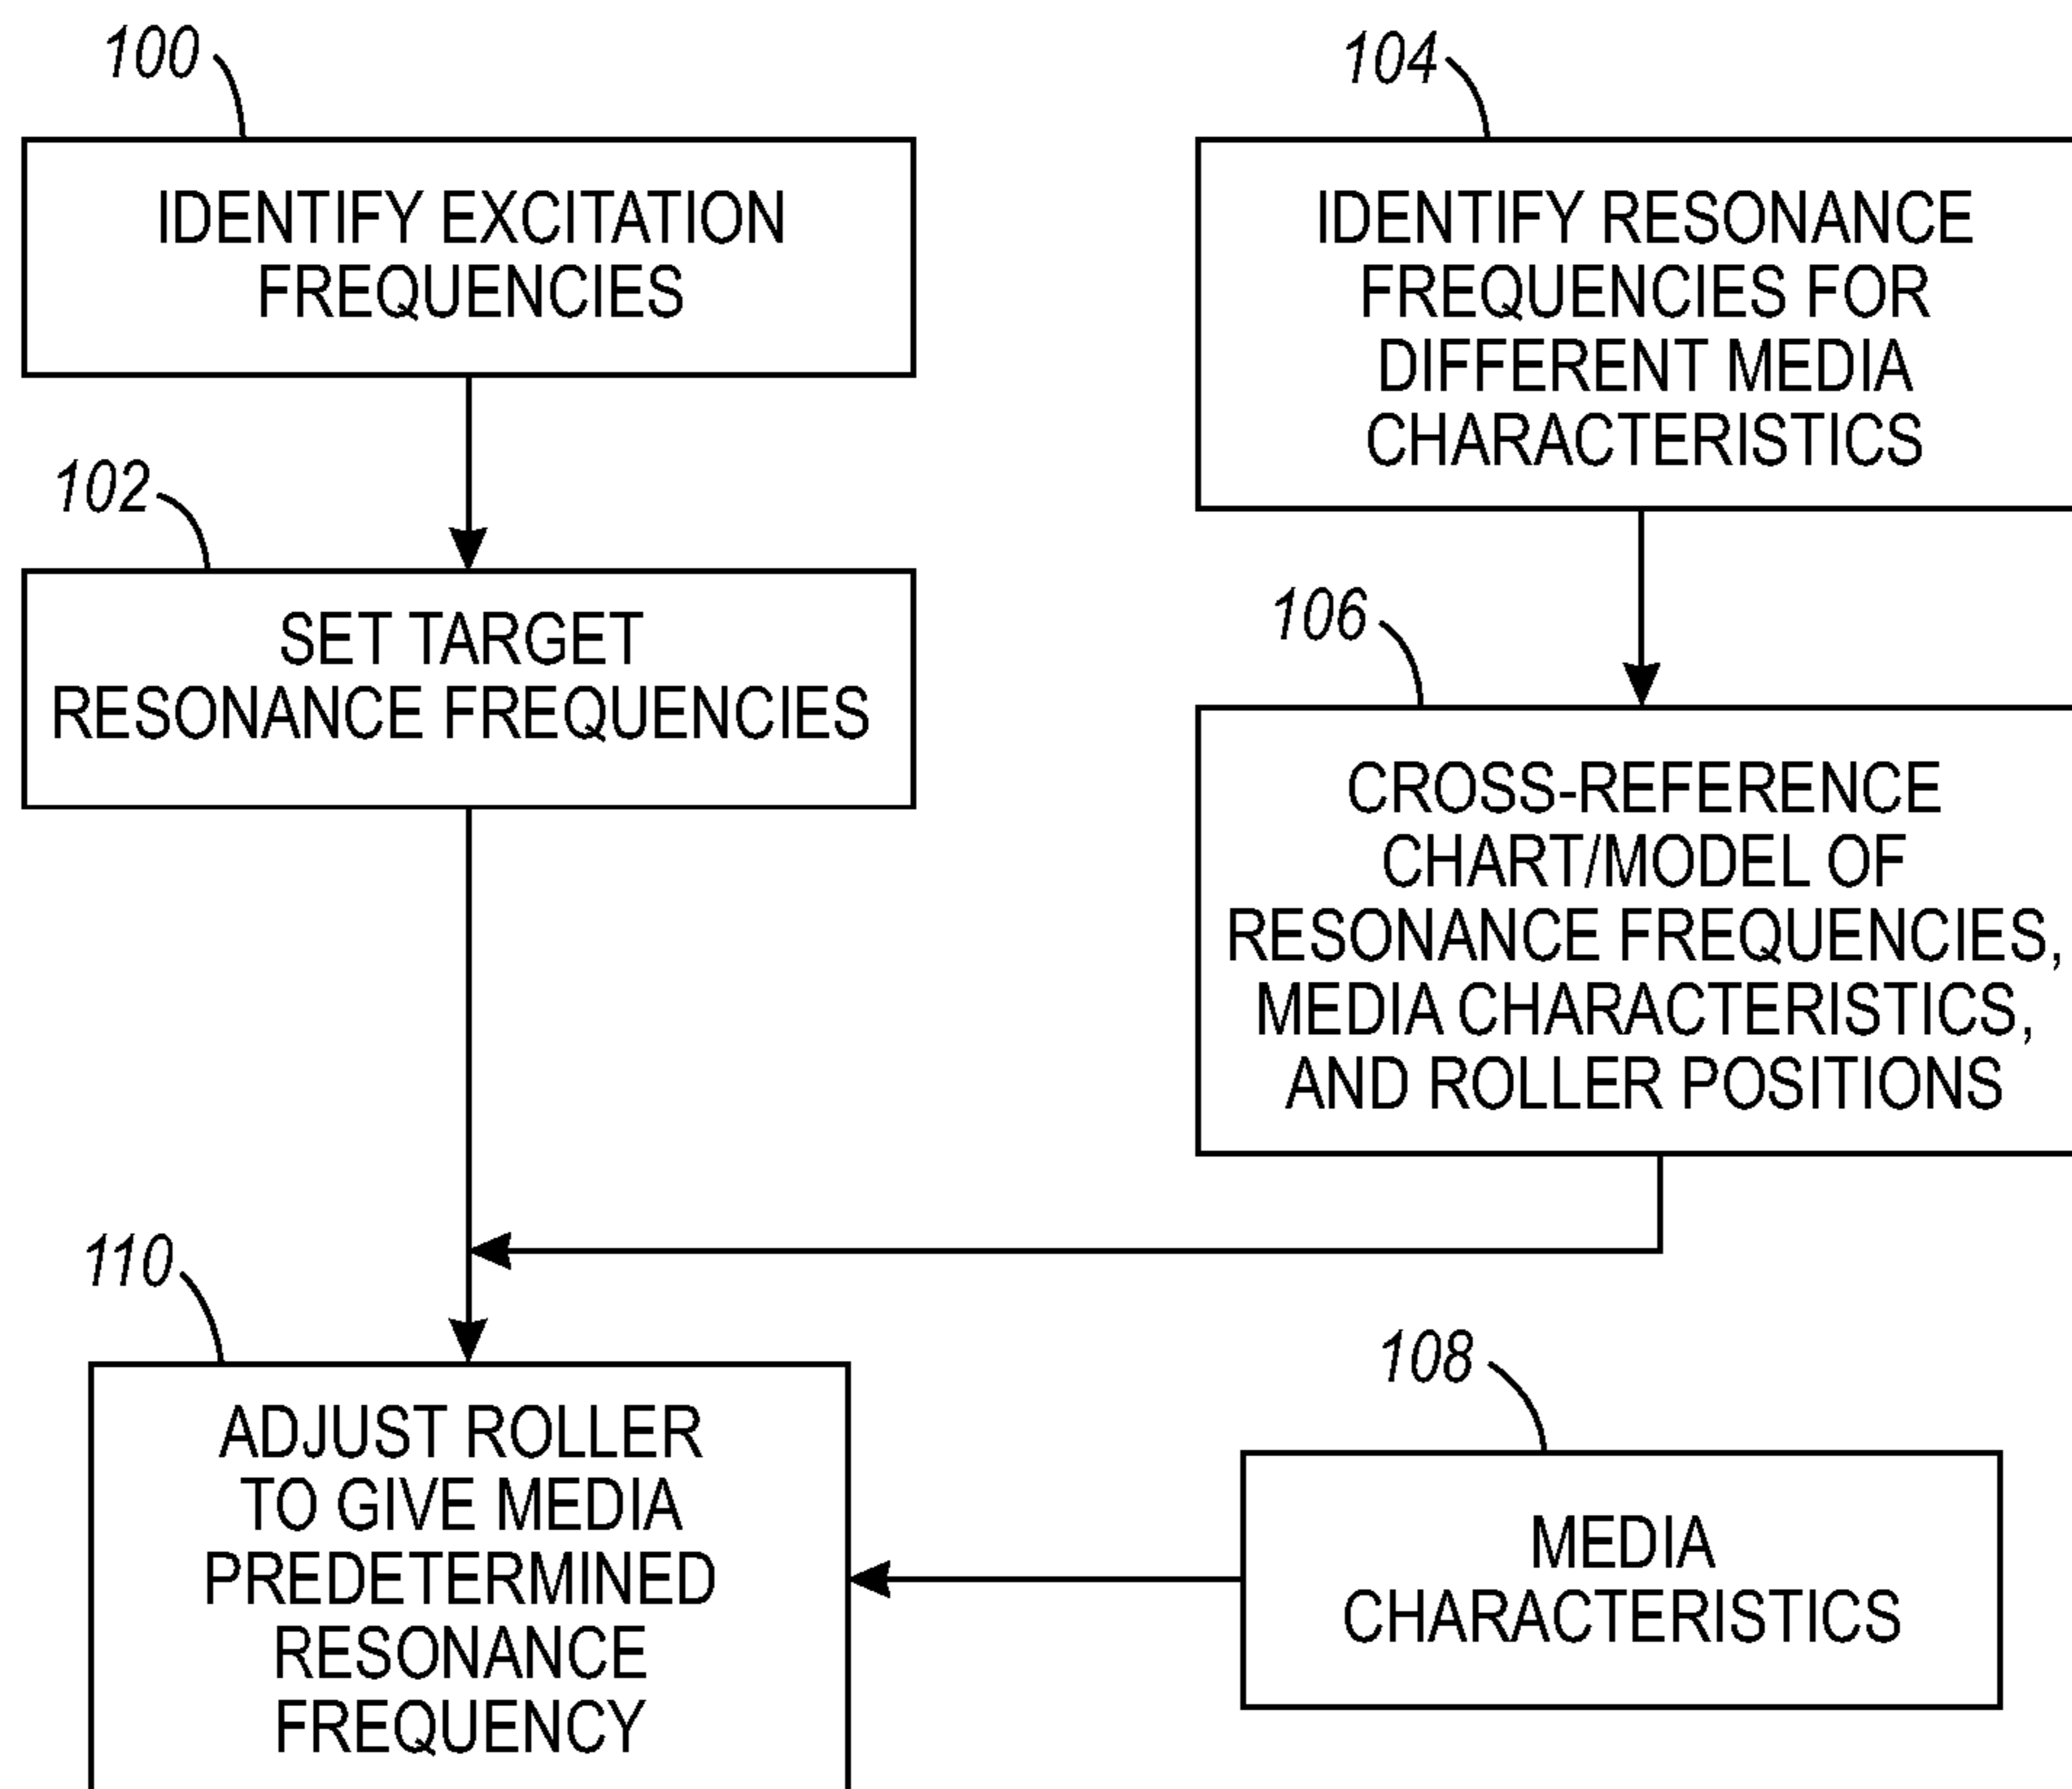 100
IDENTIFY EXCITATION
FREQUENCIES
102
SET TARGET
RESONANCE FREQUENCIES
104
IDENTIFY RESONANCE
FREQUENCIES FOR
DIFFERENT MEDIA
CHARACTERISTICS
106
CROSS-REFERENCE
CHART/MODEL OF
RESONANCE FREQUENCIES,
MEDIA CHARACTERISTICS,
AND ROLLER POSITIONS
110
ADJUST ROLLER
TO GIVE MEDIA
PREDETERMINED
RESONANCE
FREQUENCY
108
MEDIA
CHARACTERISTICS